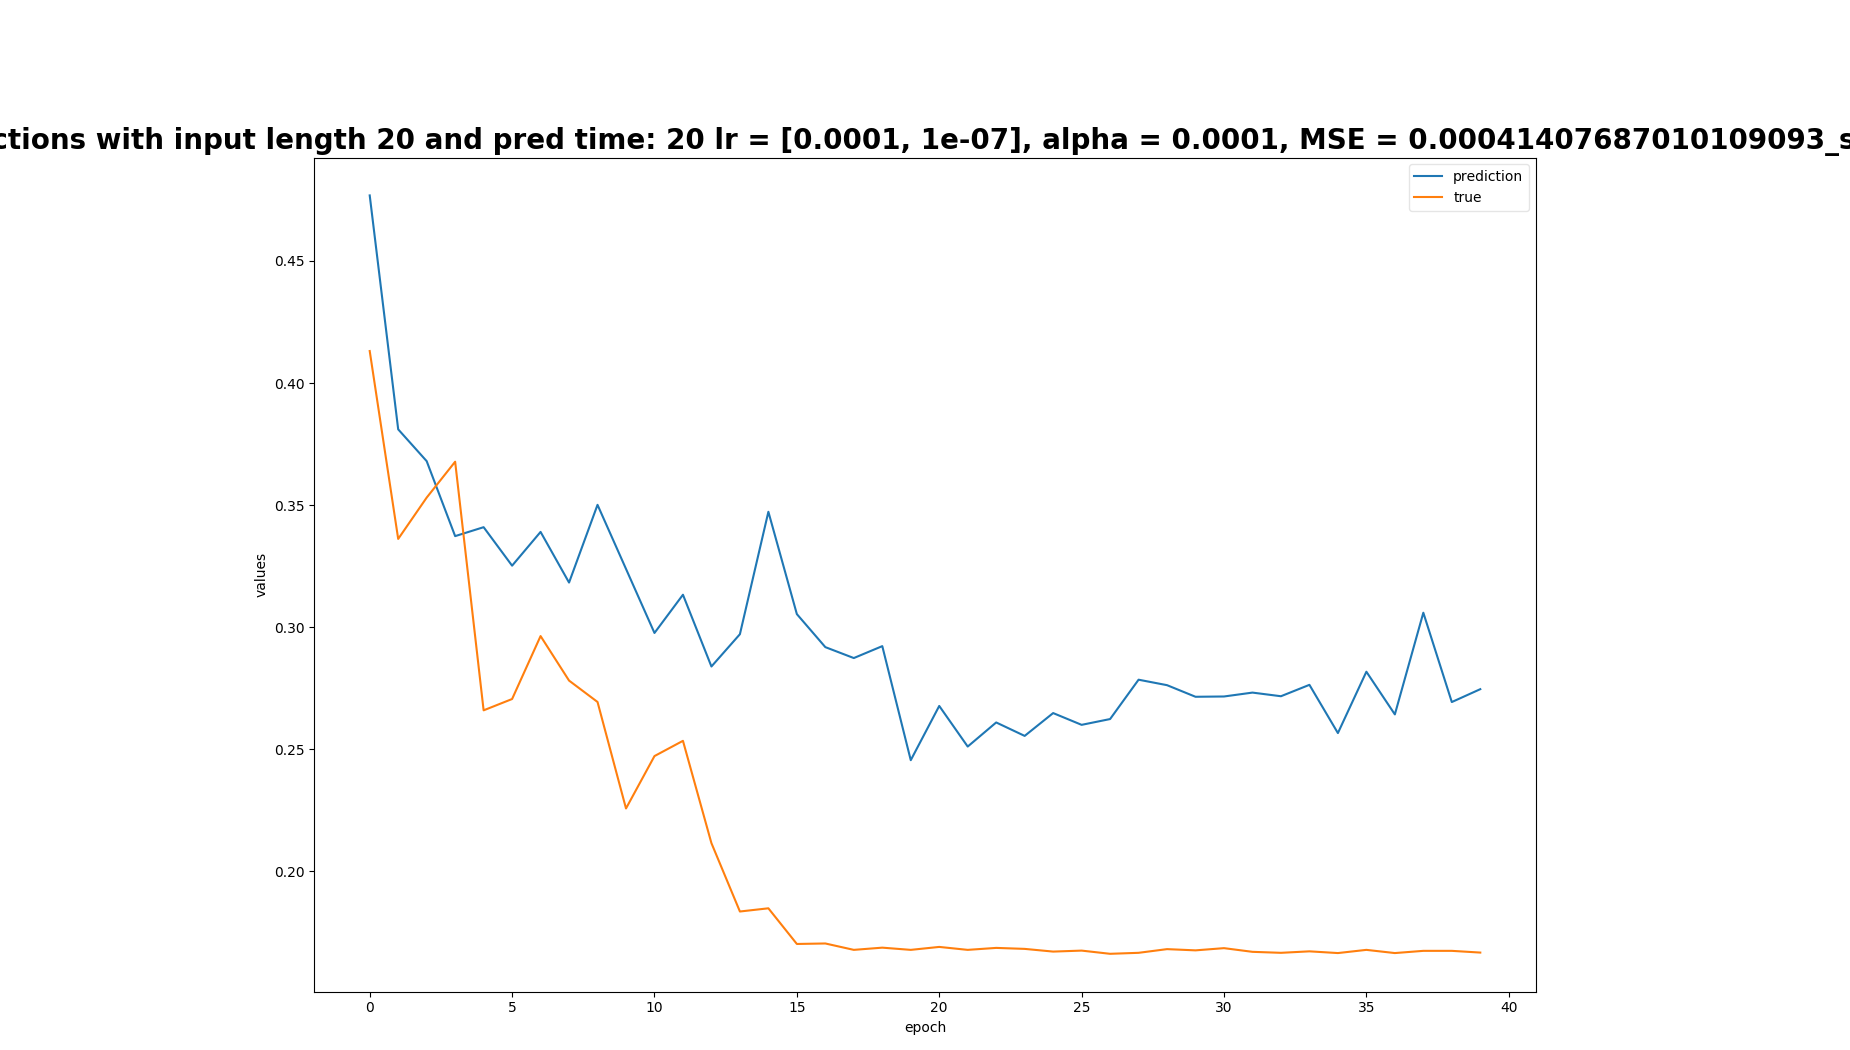 ctions with input length 20 and pred time: 20 lr = [0.0001, 1e-07], alpha = 0.0001, MSE = 0.00041407687010109093_s
prediction
true
0.45
0.40
0.35
0.30
0.25
0.20
values
0 5 10 15 20 25 30 35 40
epoch